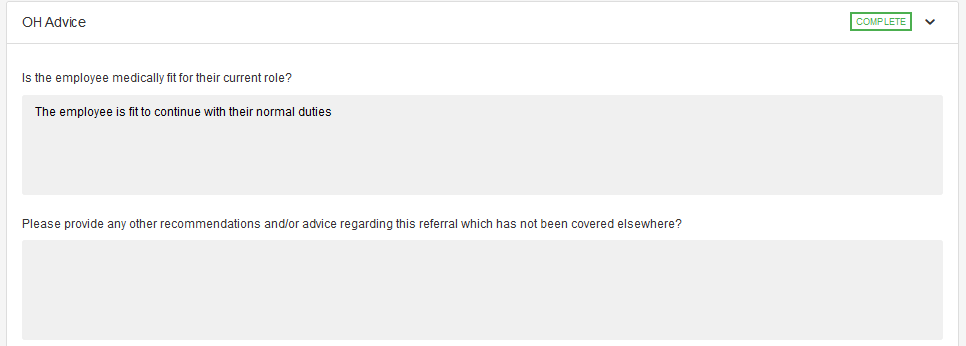 OH Advice
COMPLETE
Is the employee medically fit for their current role?
The employee is fit to continue with their normal duties
Please provide any other recommendations and/or advice regarding this referral which has not been covered elsewhere?